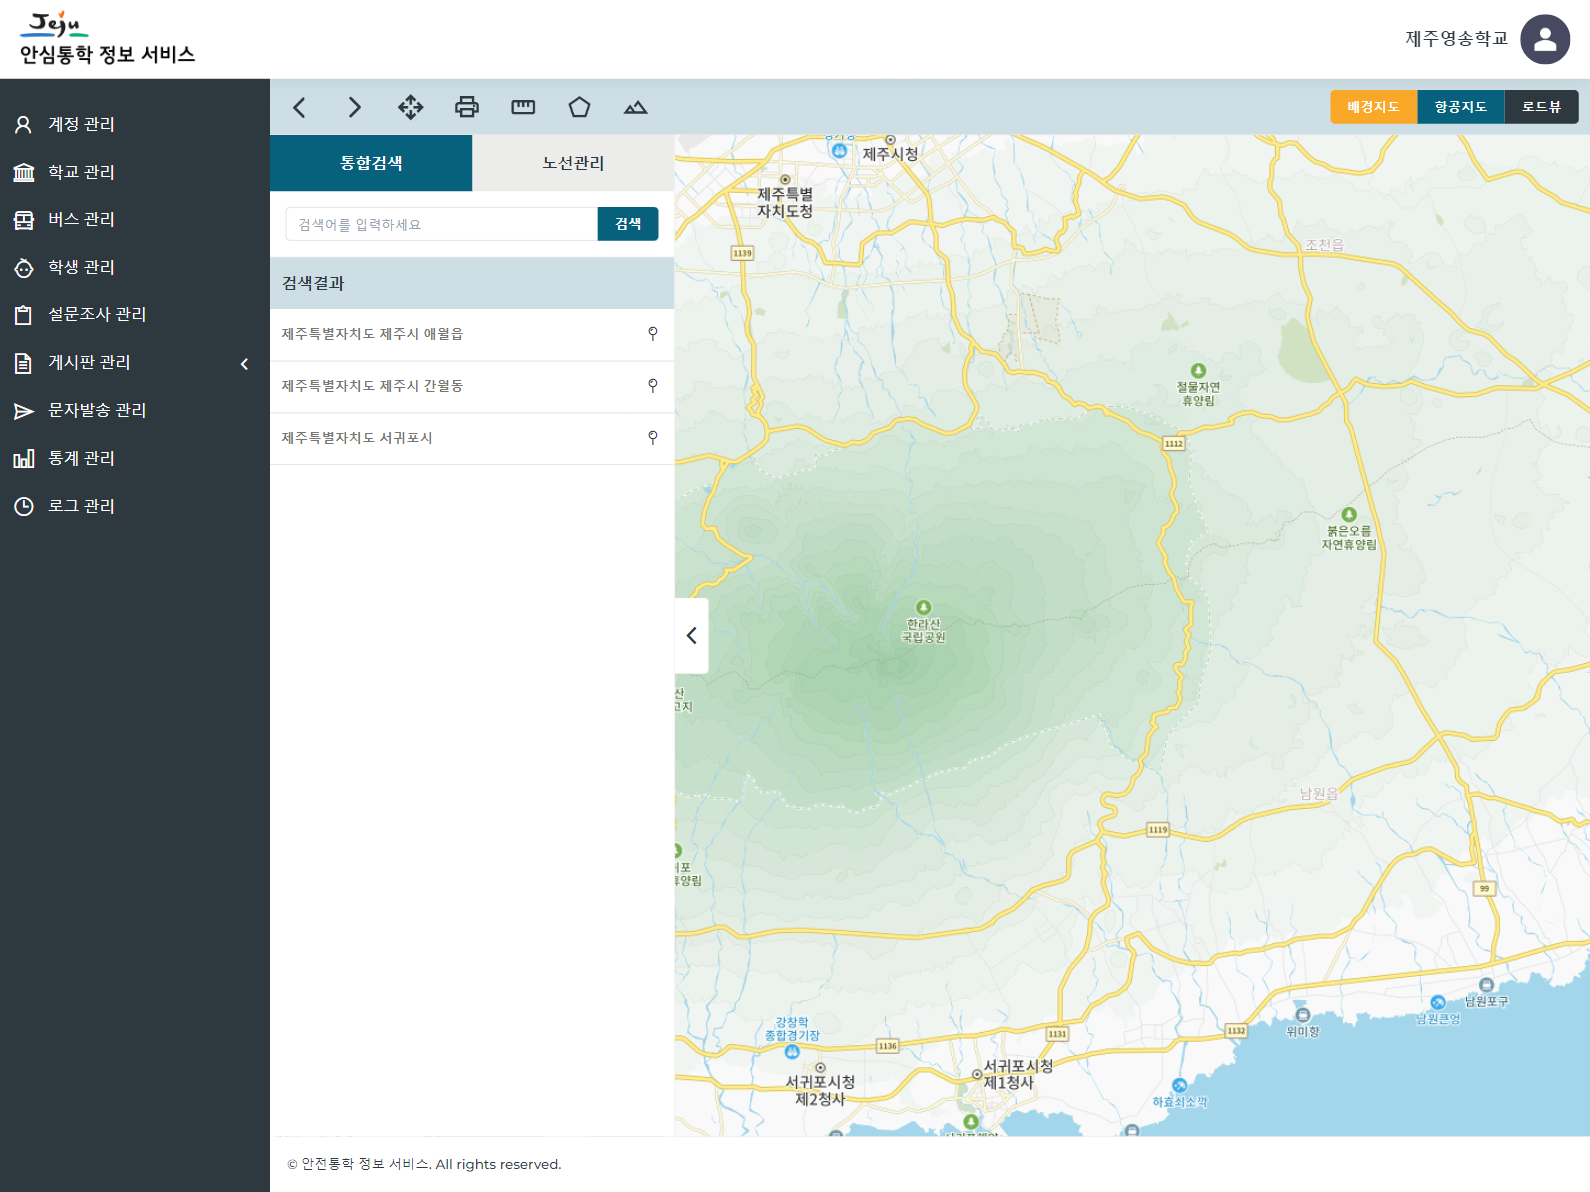 Jeju
안심통학 정보 서비스
제주영송학교
계정 관리
학교 관리
버스 관리
학생 관리
설문조사 관리
게시판 관리
문자발송 관리
통계 관리
로그 관리
배경지도
항공지도
로드뷰
통합검색
노선관리
검색어를 입력하세요
검색
검색결과
제주특별자치도 제주시 애월읍
제주특별자치도 제주시 간월동
제주특별자치도 서귀포시
제주시청
제주특별
자치도청
1139
조천읍
절물자연
휴양림
1112
붉은오름
자연휴양림
한라산
국립공원
산
고지
남원읍
1119
귀포
휴양림
99
남원포구
남원큰엉
위미항
1132
1131
강창학
종합경기장
1136
서귀포시청
제1청사
서귀포시청
제2청사
하효쇠소깍
© 안전통학 정보 서비스. All rights reserved.